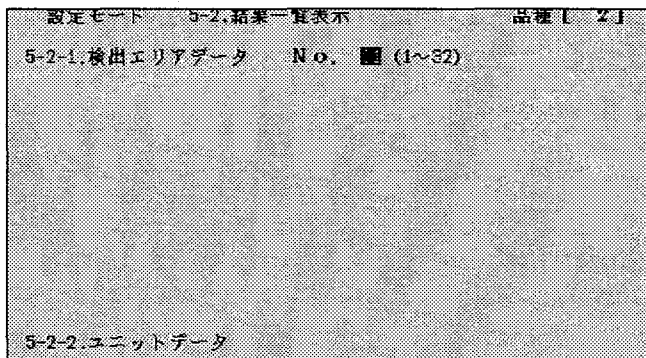 設定モード 5-2.結果一覧表示 品種[ 2]
5-2-1.検出エリアデータ No. (1~32)
5-2-2.ユニットデータ